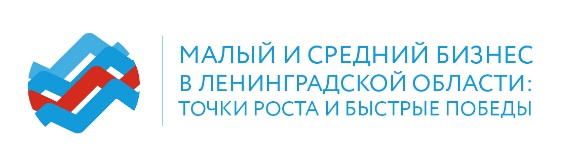 МАЛЫЙ И СРЕДНИЙ БИЗНЕС
В ЛЕНИНГРАДСКОЙ ОБЛАСТИ:
ТОЧКИ РОСТА И БЫСТРЫЕ ПОБЕДЫ